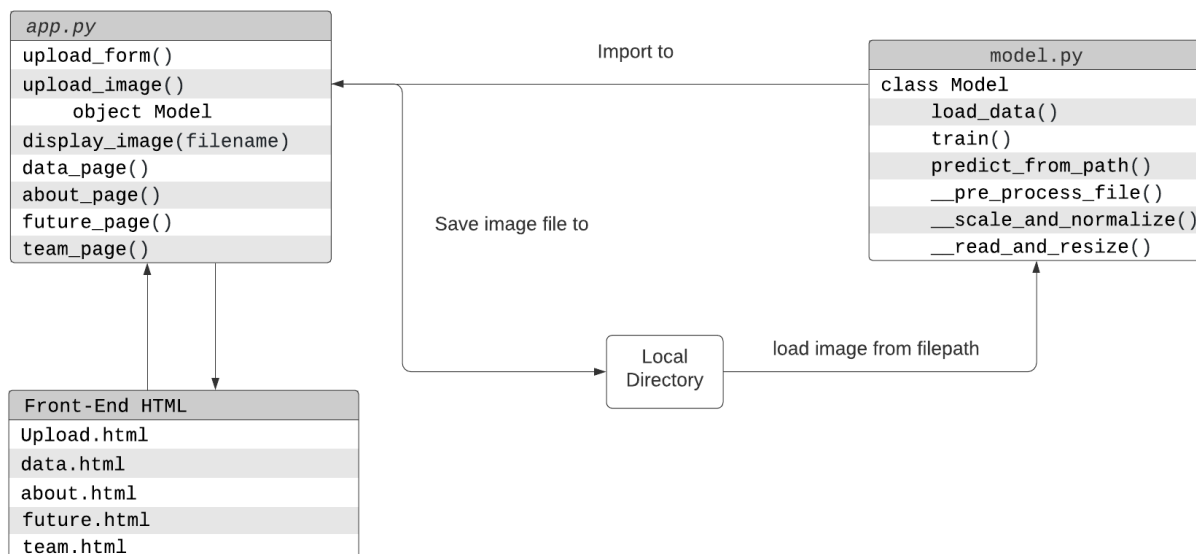 app.py
upload_form()
upload_image()
object Model
display_image(filename)
data_page()
about_page()
future_page()
team_page()
Import to
model.py
class Model
load_data()
train()
predict_from_path()
__pre_process_file()
__scale_and_normalize()
__read_and_resize()
Save image file to
Local
Directory
load image from filepath
Front-End HTML
Upload.html
data.html
about.html
future.html
team.html